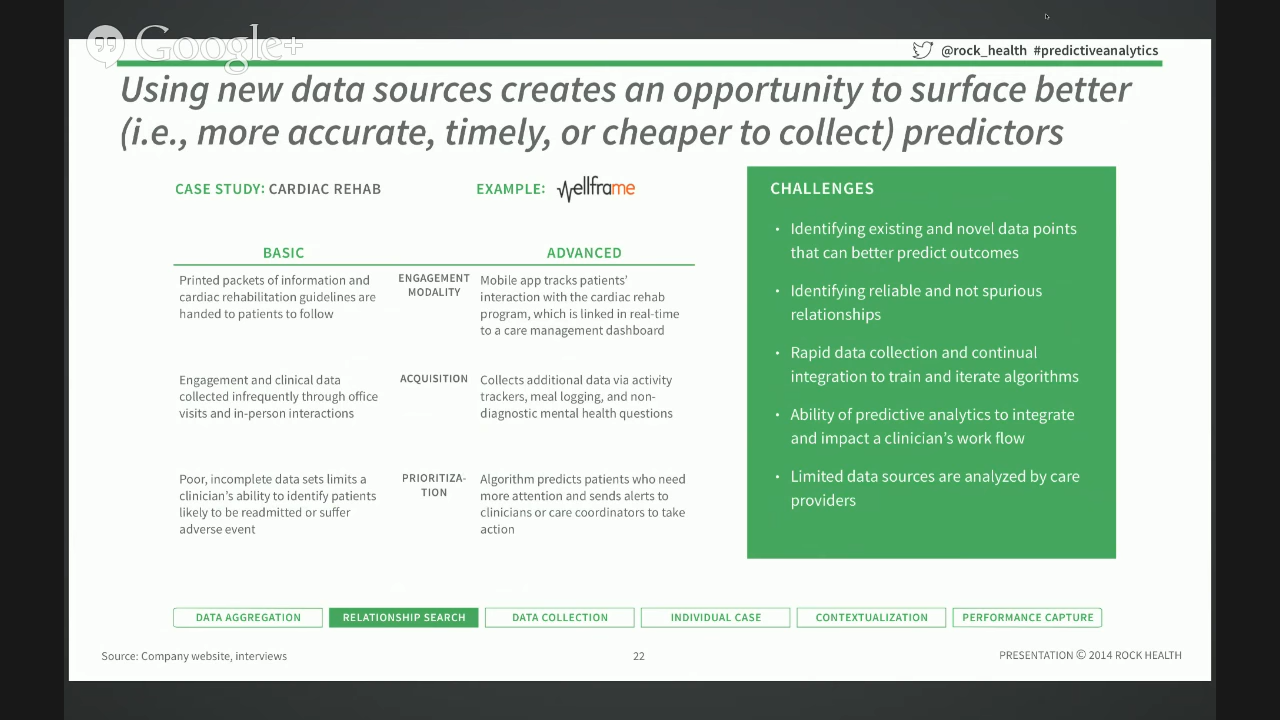 Google+
@rock_health #predictiveanalytics
Using new data sources creates an opportunity to surface better
(i.e., more accurate, timely, or cheaper to collect) predictors
CASE STUDY: CARDIAC REHAB
EXAMPLE: Wellframe
BASIC
ADVANCED
Printed packets of information and
cardiac rehabilitation guidelines are
handed to patients to follow
ENGAGEMENT
MODALITY
Mobile app tracks patients'
interaction with the cardiac rehab
program, which is linked in real-time
to a care management dashboard
Engagement and clinical data
collected infrequently through office
visits and in-person interactions
ACQUISITION
Collects additional data via activity
trackers, meal logging, and non-
diagnostic mental health questions
Poor, incomplete data sets limits a
clinician's ability to identify patients
likely to be readmitted or suffer
adverse event
PRIORITIZA-
TION
Algorithm predicts patients who need
more attention and sends alerts to
clinicians or care coordinators to take
action
CHALLENGES
• Identifying existing and novel data points
that can better predict outcomes
• Identifying reliable and not spurious
relationships
• Rapid data collection and continual
integration to train and iterate algorithms
• Ability of predictive analytics to integrate
and impact a clinician's work flow
• Limited data sources are analyzed by care
providers
DATA AGGREGATION
RELATIONSHIP SEARCH
DATA COLLECTION
INDIVIDUAL CASE
CONTEXTUALIZATION
PERFORMANCE CAPTURE
Source: Company website, interviews
22
PRESENTATION © 2014 ROCK HEALTH